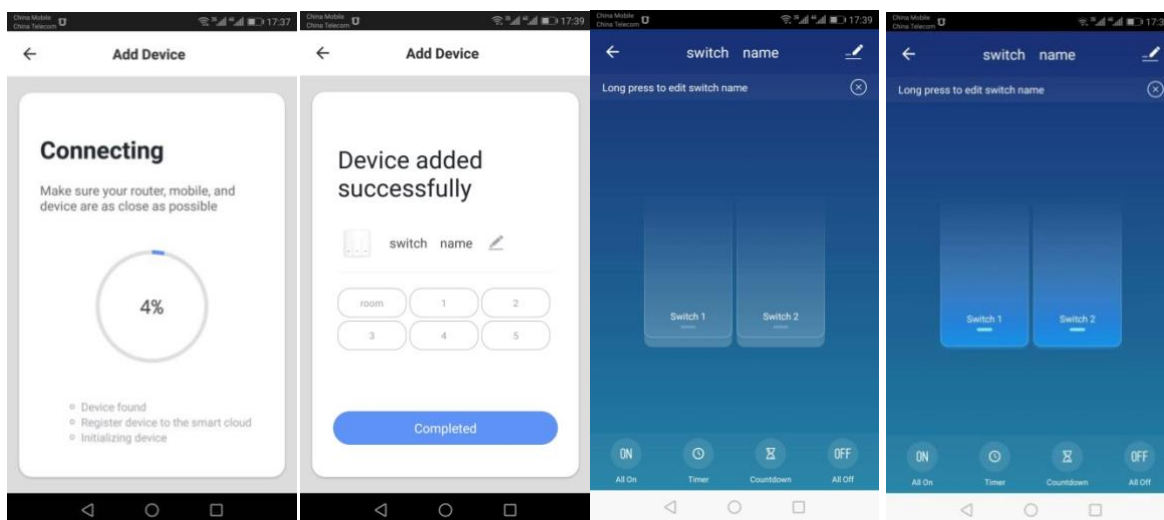 China Mobile
China Telecom
17:37
Add Device
Connecting
Make sure your router, mobile, and
device are as close as possible
4%
Device found
Register device to the smart cloud
Initializing device
China Mobile
China Telecom
17:39
Add Device
Device added
successfully
switch name
room 1 2
3 4 5
Completed
China Mobile
China Telecom
17:39
switch name
Long press to edit switch name
Switch 1 Switch 2
ON OFF
All On Timer Countdown All Off
China Mobile
China Telecom
17:3
switch name
Long press to edit switch name
Switch 1 Switch 2
ON OFF
All On Timer Countdown All Off